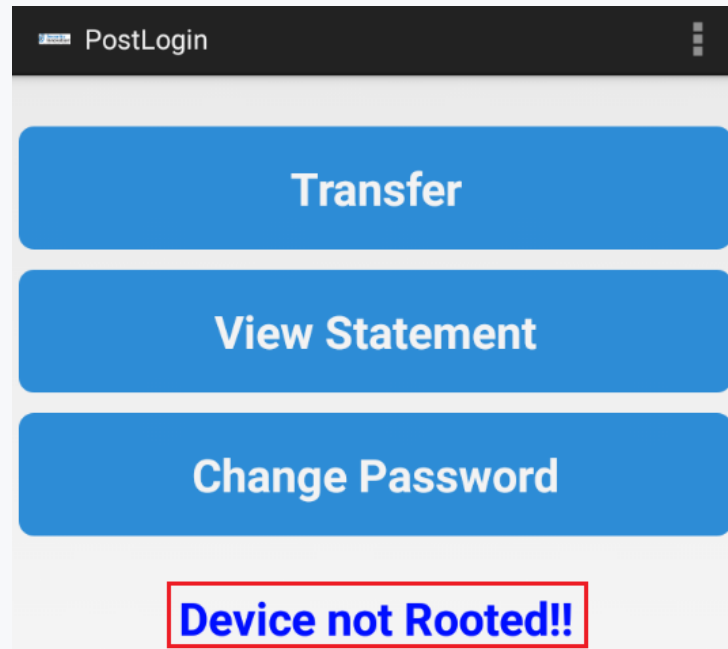 PostLogin
Transfer
View Statement
Change Password
Device not Rooted!!